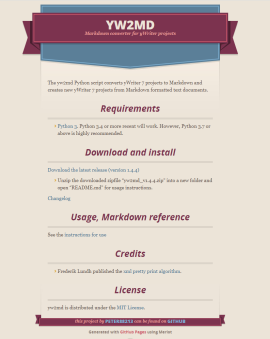 YW2MD
Markdown converter for yWriter projects
The yw2md Python script converts yWriter 7 projects to Markdown and
creates new yWriter 7 projects from Markdown formatted text documents.
Requirements
Python 3. Python 3.4 or more recent will work. However, Python 3.7 or
above is highly recommended.
Download and install
Download the latest release (version 1.4.4)
Unzip the downloaded zipfile "yw2md_v1.4.4.zip" into a new folder and
open "README.md" for usage instructions.
Changelog
Usage, Markdown reference
See the instructions for use.
Credits
Frederik Lundh published the xml pretty print algorithm.
License
yw2md is distributed under the MIT License.
this project by PETER88213 can be found on GITHUB
Generated with GitHub Pages using Merlot